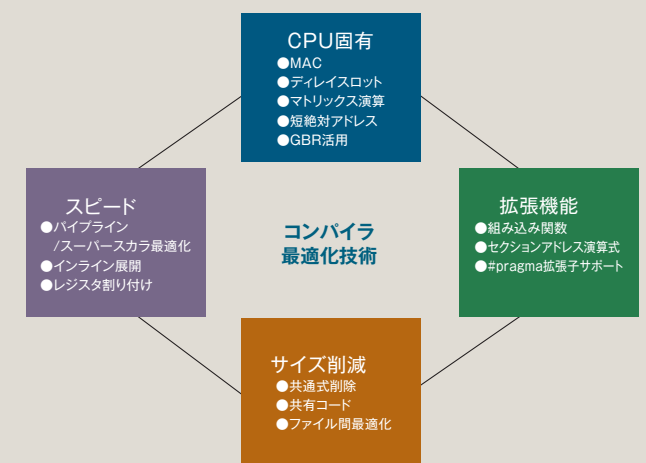 CPU固有
●MAC
●ディレイスロット
●マトリックス演算
●短絶対アドレス
●GBR活用
スピード
●パイプライン
/スーパースカラ最適化
●インライン展開
●レジスタ割り付け
コンパイラ
最適化技術
拡張機能
●組み込み関数
●セクションアドレス演算式
●#pragma拡張子サポート
サイズ削減
●共通式削除
●共有コード
●ファイル間最適化